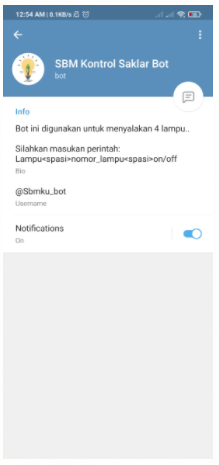 12:54 AM | 0.1KB/s
SBM Kontrol Saklar Bot
bot
Info
Bot ini digunakan untuk menyalakan 4 lampu..
Silahkan masukan perintah:
Lampu<spasi>nomor_lampu<spasi>on/off
Bio
@Sbmku_bot
Username
Notifications
On